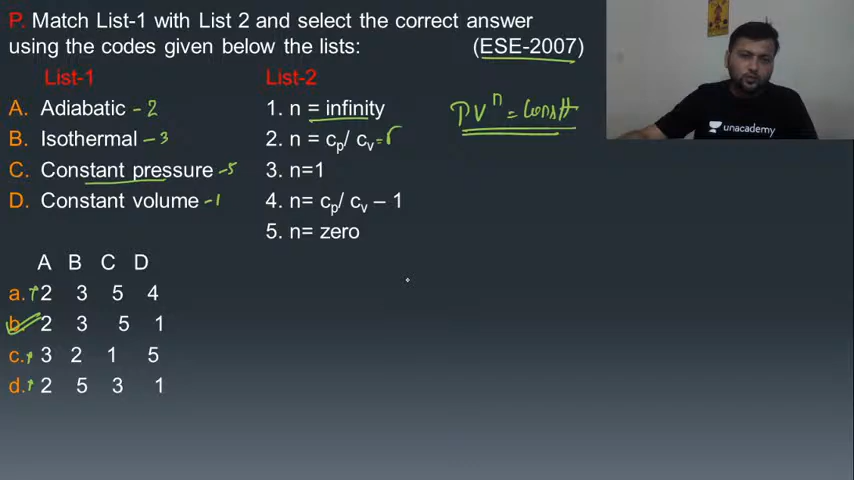 P. Match List-1 with List 2 and select the correct answer
using the codes given below the lists: (ESE-2007)
List-1 List-2
A. Adiabatic - 2 1. n = infinity
B. Isothermal - 3 2. n = cp/ cv = r
C. Constant pressure - 5 3. n=1
D. Constant volume - 1 4. n= cp/ cv – 1
5. n= zero
PV^n = Const
unacademy
A B C D
a. 2 3 5 4
b. 2 3 5 1
c. 3 2 1 5
d. 2 5 3 1